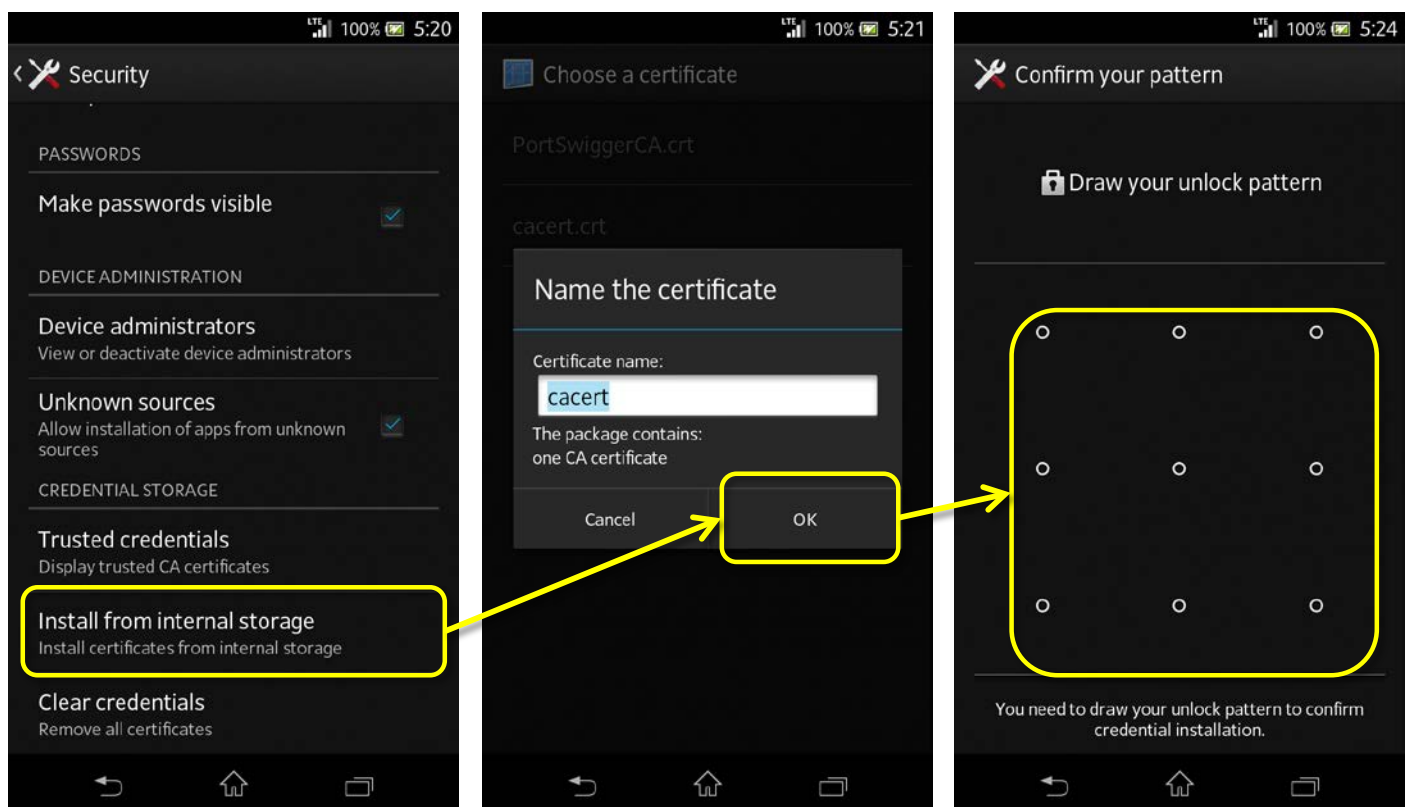 LTE 100% 5:20
Security
PASSWORDS
Make passwords visible
DEVICE ADMINISTRATION
Device administrators
View or deactivate device administrators
Unknown sources
Allow installation of apps from unknown
sources
CREDENTIAL STORAGE
Trusted credentials
Display trusted CA certificates
Install from internal storage
Install certificates from internal storage
Clear credentials
Remove all certificates
LTE 100% 5:21
Choose a certificate
PortSwiggerCA.crt
cacert.crt
Name the certificate
Certificate name:
cacert
The package contains:
one CA certificate
Cancel OK
LTE 100% 5:24
Confirm your pattern
Draw your unlock pattern
You need to draw your unlock pattern to confirm
credential installation.